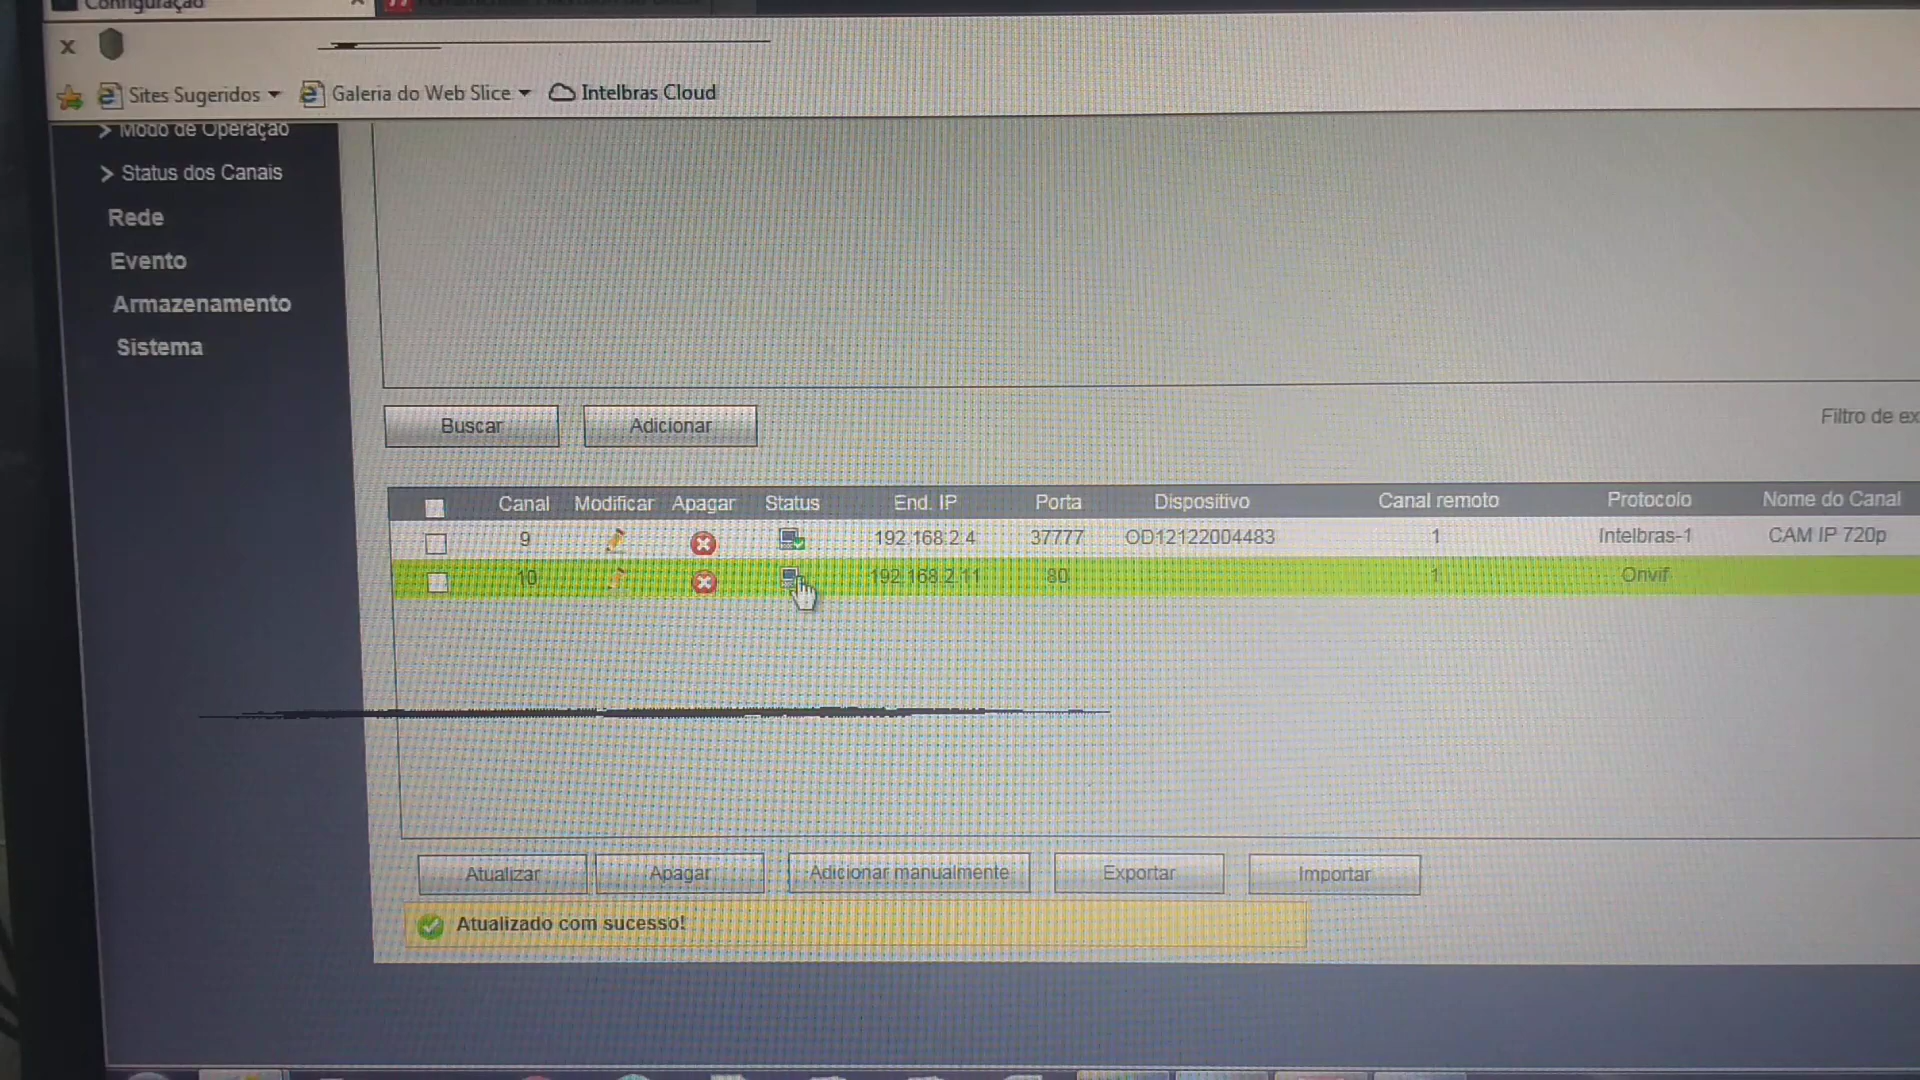 Configuração
Sites Sugeridos
Galeria do Web Slice
Intelbras Cloud
Modo de Operação
Status dos Canais
Rede
Evento
Armazenamento
Sistema
Buscar
Adicionar
Filtro de ex
Canal Modificar Apagar Status End. IP Porta Dispositivo Canal remoto Protocolo Nome do Canal
9 192.168.2.4 37777 OD12122004483 1 Intelbras-1 CAM IP 720p
10 192.168.2.11 80 1 Onvif
Atualizar
Apagar
Adicionar manualmente
Exportar
Importar
Atualizado com sucesso!